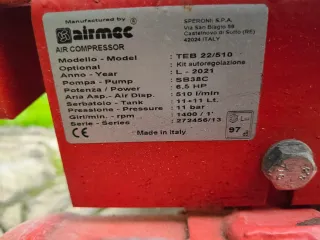 Manufactured by
airmec
AIR COMPRESSOR
SPERONI S.P.A.
Via San Biagio 59
Castelnovo di Sotto (RE)
42024 ITALY
Modello - Model : TEB 22/510
Optional : Kit autoregolazione
Anno - Year : L - 2021
Pompa - Pump : SB38C
Potenza / Power : 6,5 HP
Aria Asp.- Air Disp. : 510 l/min
Serbatoio - Tank : 11+11 Lt.
Pressatore - Pressure : 11 bar
Giri/min. - rpm : 1400 / 1'
Serie - Series : 272456/13
CE
Made in Italy
97